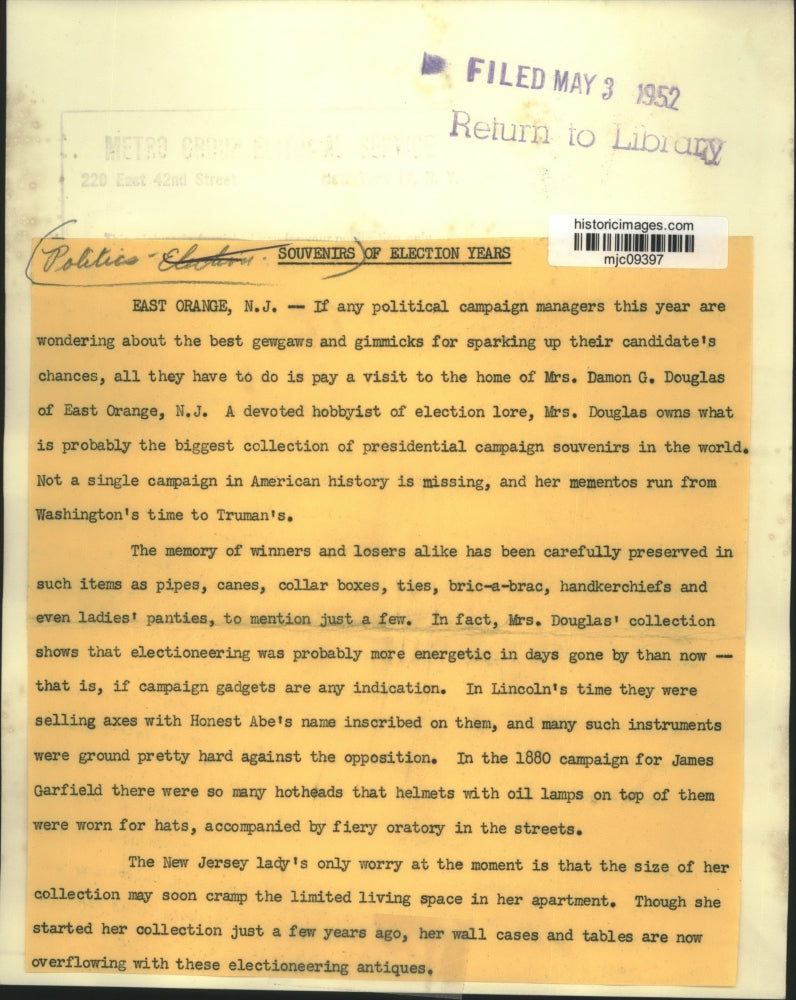 FILED MAY 3 1952
Return to Library
METRO GROUP EDITORIAL SERVICE
220 East 42nd Street New York 17, N. Y.
historicimages.com
mjc09397
Politics - Election. SOUVENIRS OF ELECTION YEARS
EAST ORANGE, N.J. -- If any political campaign managers this year are
wondering about the best gewgaws and gimmicks for sparking up their candidate's
chances, all they have to do is pay a visit to the home of Mrs. Damon G. Douglas
of East Orange, N.J. A devoted hobbyist of election lore, Mrs. Douglas owns what
is probably the biggest collection of presidential campaign souvenirs in the world.
Not a single campaign in American history is missing, and her mementos run from
Washington's time to Truman's.
The memory of winners and losers alike has been carefully preserved in
such items as pipes, canes, collar boxes, ties, bric-a-brac, handkerchiefs and
even ladies' panties, to mention just a few. In fact, Mrs. Douglas' collection
shows that electioneering was probably more energetic in days gone by than now --
that is, if campaign gadgets are any indication. In Lincoln's time they were
selling axes with Honest Abe's name inscribed on them, and many such instruments
were ground pretty hard against the opposition. In the 1880 campaign for James
Garfield there were so many hotheads that helmets with oil lamps on top of them
were worn for hats, accompanied by fiery oratory in the streets.
The New Jersey lady's only worry at the moment is that the size of her
collection may soon cramp the limited living space in her apartment. Though she
started her collection just a few years ago, her wall cases and tables are now
overflowing with these electioneering antiques.